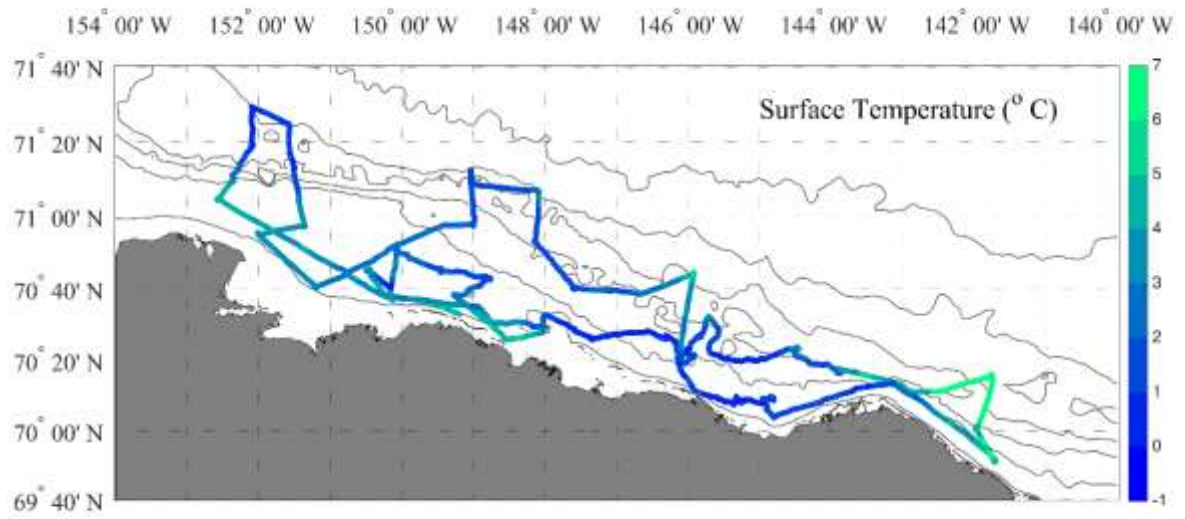 154° 00' W 152° 00' W 150° 00' W 148° 00' W 146° 00' W 144° 00' W 142° 00' W 140° 00' W
71° 40' N
71° 20' N
71° 00' N
70° 40' N
70° 20' N
70° 00' N
69° 40' N
Surface Temperature (° C)
7
6
5
4
3
2
1
0
-1